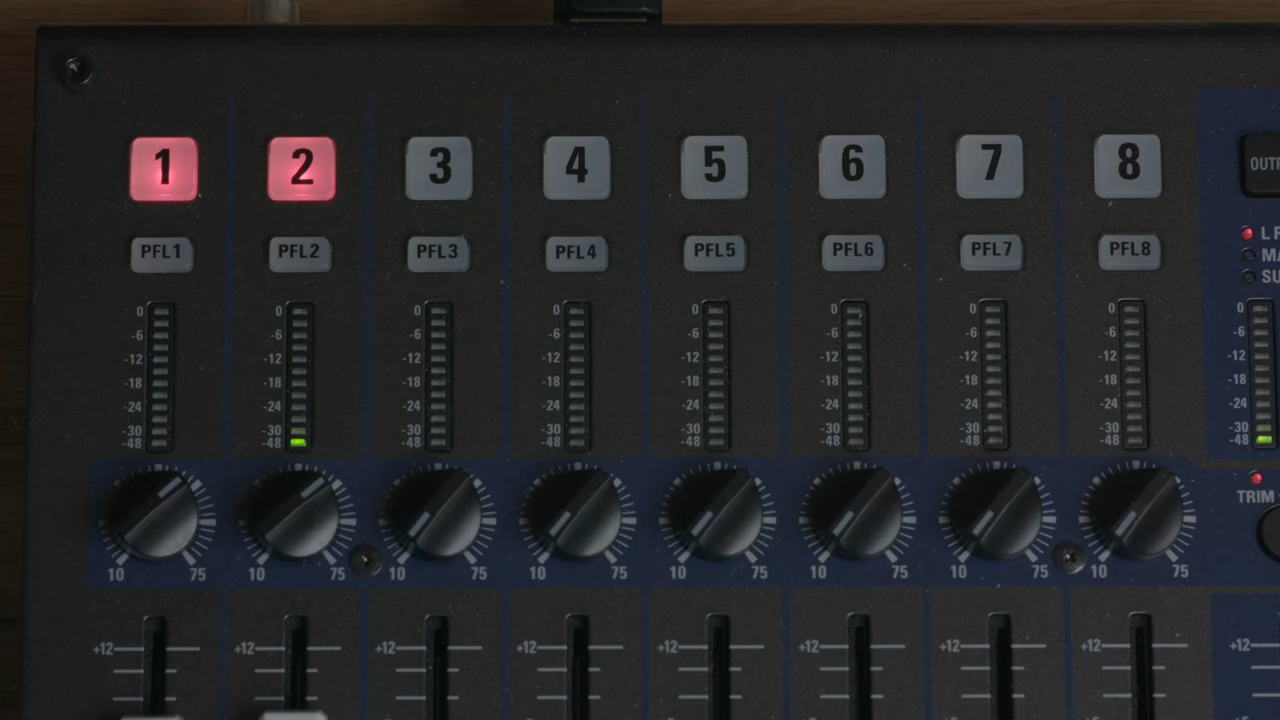 1 2 3 4 5 6 7 8
OUTP
PFL1 PFL2 PFL3 PFL4 PFL5 PFL6 PFL7 PFL8
L R
MA
SU
0 0 0 0 0 0 0 0 0
-6 -6 -6 -6 -6 -6 -6 -6 -6
-12 -12 -12 -12 -12 -12 -12 -12 -12
-18 -18 -18 -18 -18 -18 -18 -18 -18
-24 -24 -24 -24 -24 -24 -24 -24 -24
-30 -30 -30 -30 -30 -30 -30 -30 -30
-48 -48 -48 -48 -48 -48 -48 -48 -48
TRIM
10 75 10 75 10 75 10 75 10 75 10 75 10 75 10 75
+12 +12 +12 +12 +12 +12 +12 +12 +12